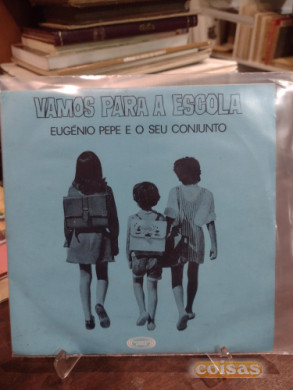 VAMOS PARA A ESCOLA
EUGÉNIO PEPE E O SEU CONJUNTO
coisas